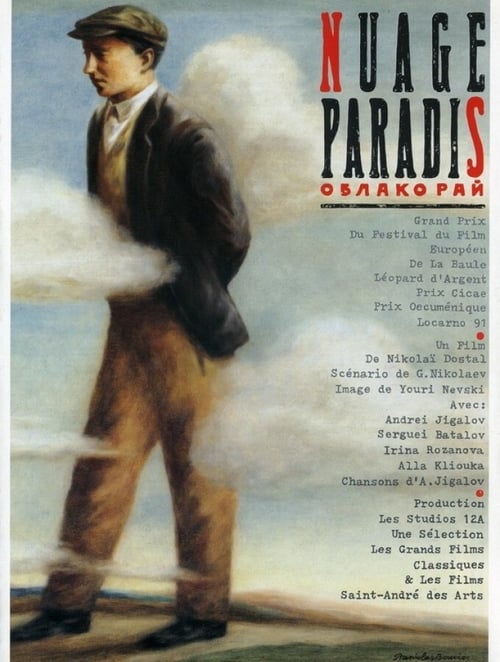 NUAGE
PARADIS
ОБЛАКО РАЙ
Grand Prix
Du Festival du Film
Européen
De La Baule
Léopard d'Argent
Prix Cicae
Prix Oecuménique
Locarno 91
Un Film
De Nikolaï Dostal
Scénario de G.Nikolaev
Image de Youri Nevski
Avec:
Andrei Jigalov
Serguei Batalov
Irina Rozanova
Alla Kliouka
Chansons d'A.Jigalov
Production
Les Studios 12A
Une Sélection
Les Grands Films
Classiques
& Les Films
Saint-André des Arts